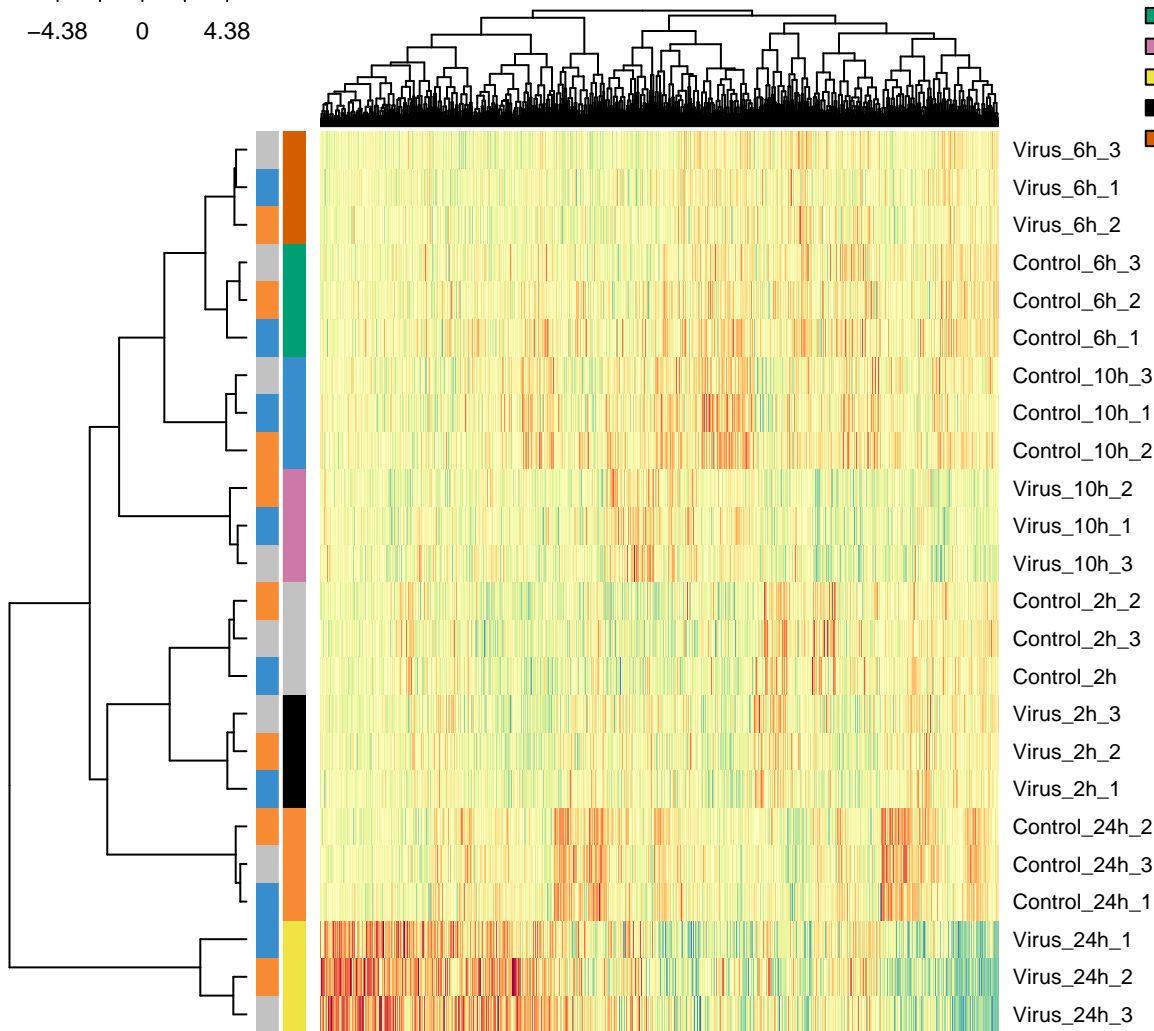 −4.38 0 4.38
Virus_6h_3
Virus_6h_1
Virus_6h_2
Control_6h_3
Control_6h_2
Control_6h_1
Control_10h_3
Control_10h_1
Control_10h_2
Virus_10h_2
Virus_10h_1
Virus_10h_3
Control_2h_2
Control_2h_3
Control_2h
Virus_2h_3
Virus_2h_2
Virus_2h_1
Control_24h_2
Control_24h_3
Control_24h_1
Virus_24h_1
Virus_24h_2
Virus_24h_3